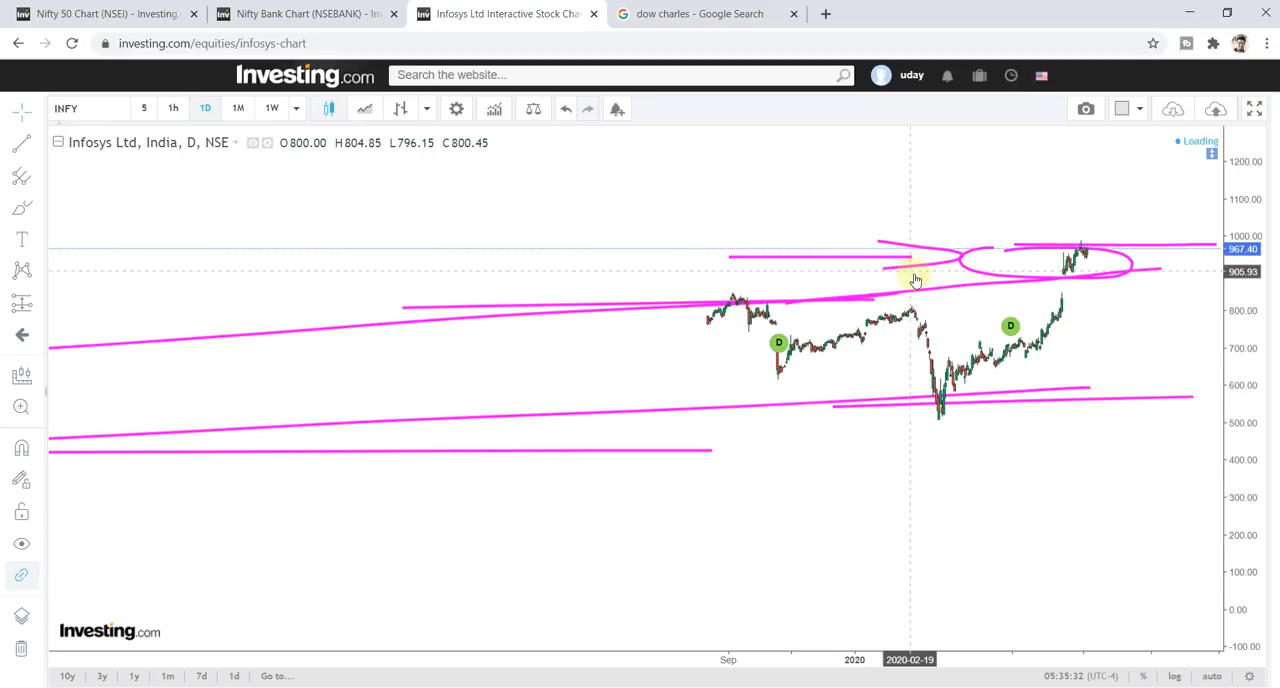 Nifty 50 Chart (NSEI) - Investing.
Nifty Bank Chart (NSEBANK) - Inv
Infosys Ltd Interactive Stock Cha
dow charles - Google Search
investing.com/equities/infosys-chart
Investing.com
Search the website...
uday
INFY
5 1h 1D 1M 1W
Infosys Ltd, India, D, NSE
O800.00 H804.85 L796.15 C800.45
Loading
1200.00
1100.00
1000.00
967.40
905.93
800.00
700.00
600.00
500.00
400.00
300.00
200.00
100.00
0.00
-100.00
D
D
Investing.com
Sep 2020 2020-02-19
10y 3y 1y 1m 7d 1d Go to...
05:35:32 (UTC-4) % log auto